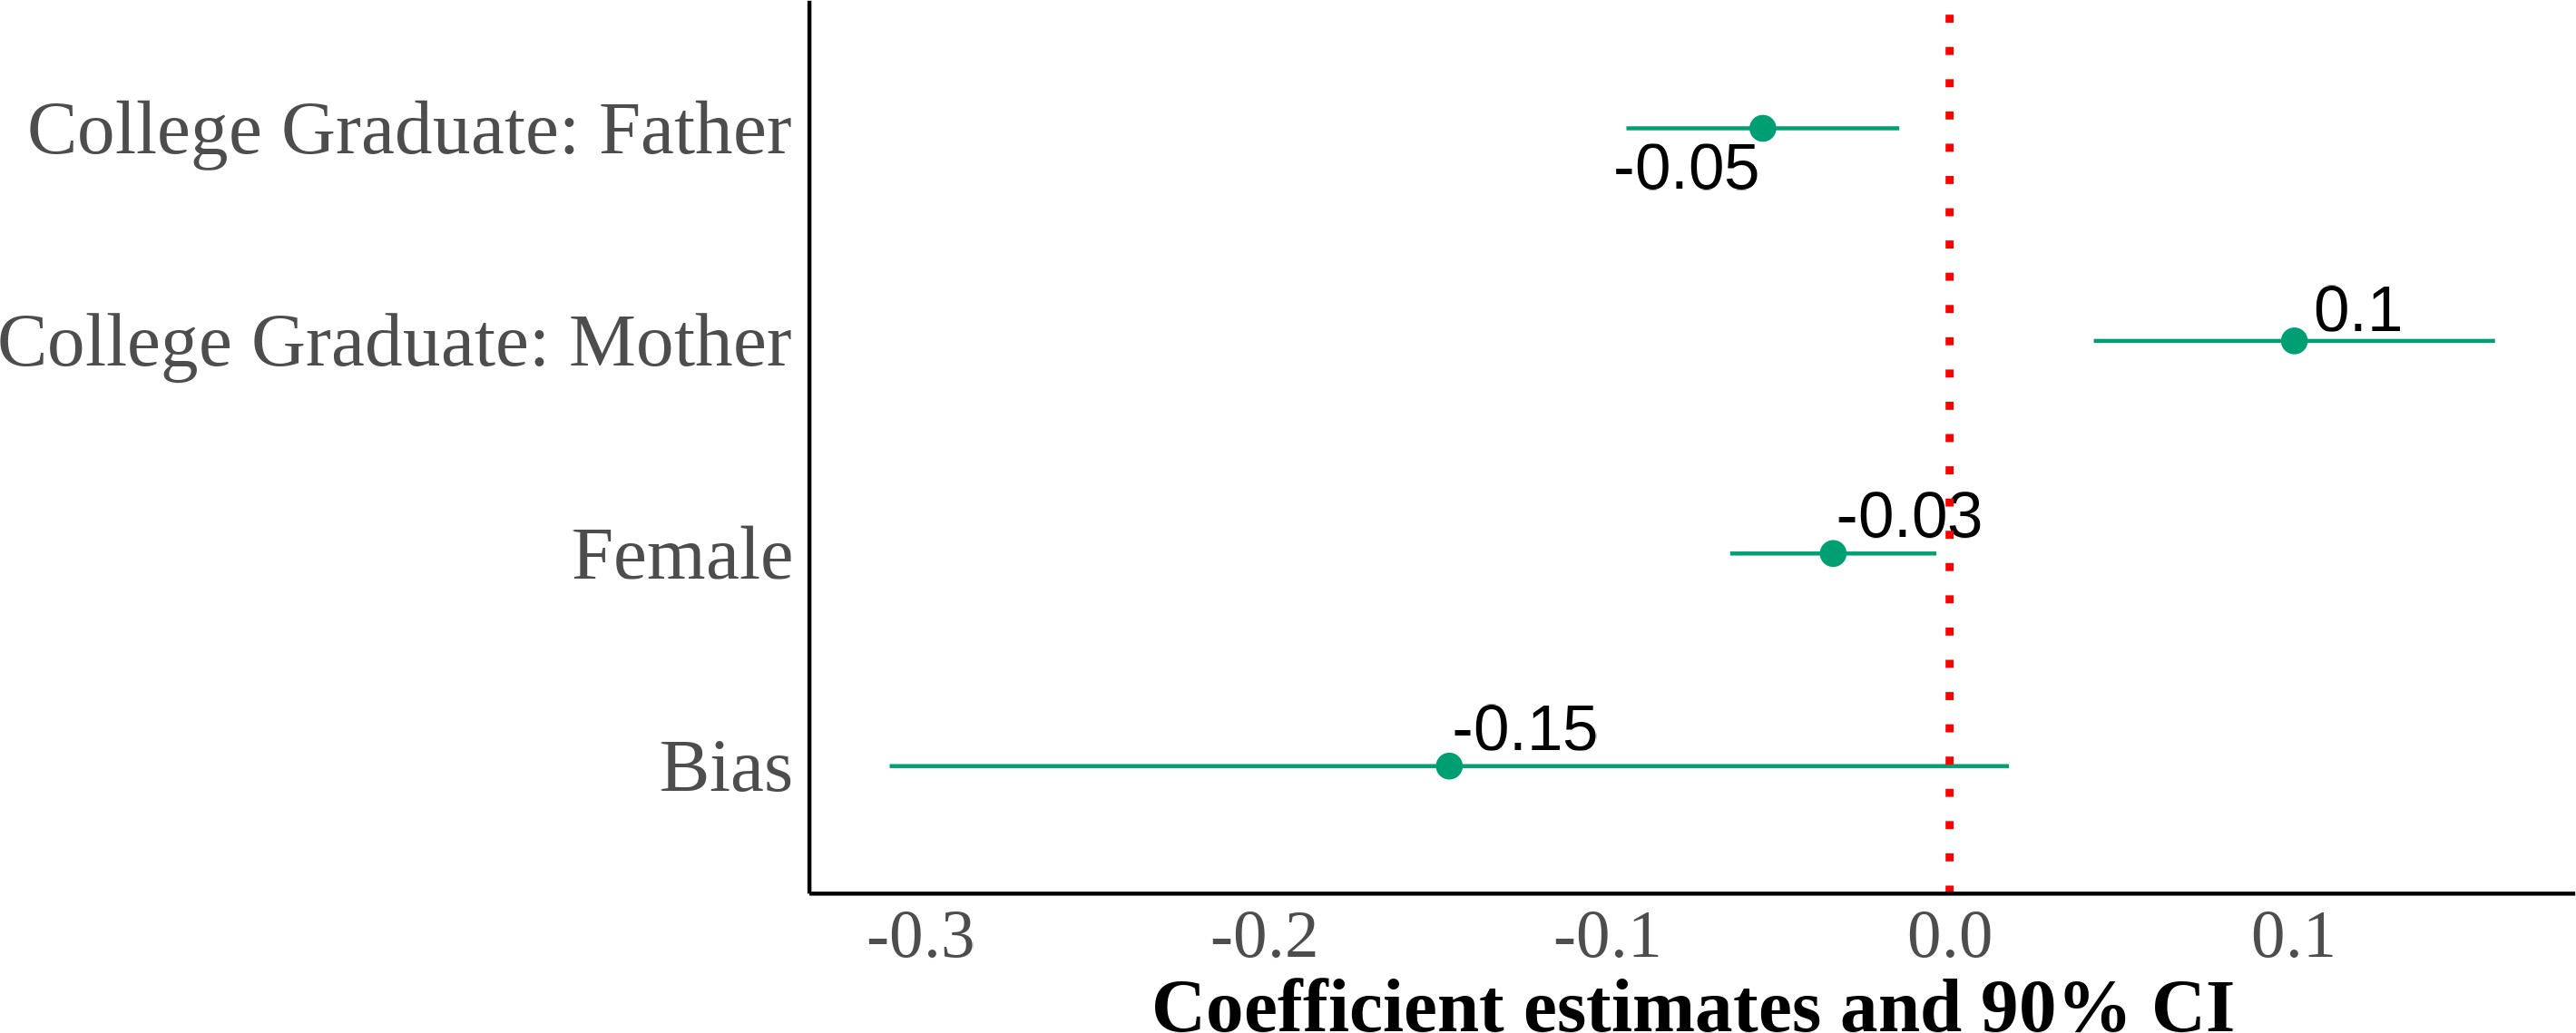 College Graduate: Father
-0.05
College Graduate: Mother
0.1
Female
-0.03
Bias
-0.15
-0.3 -0.2 -0.1 0.0 0.1
Coefficient estimates and 90% CI